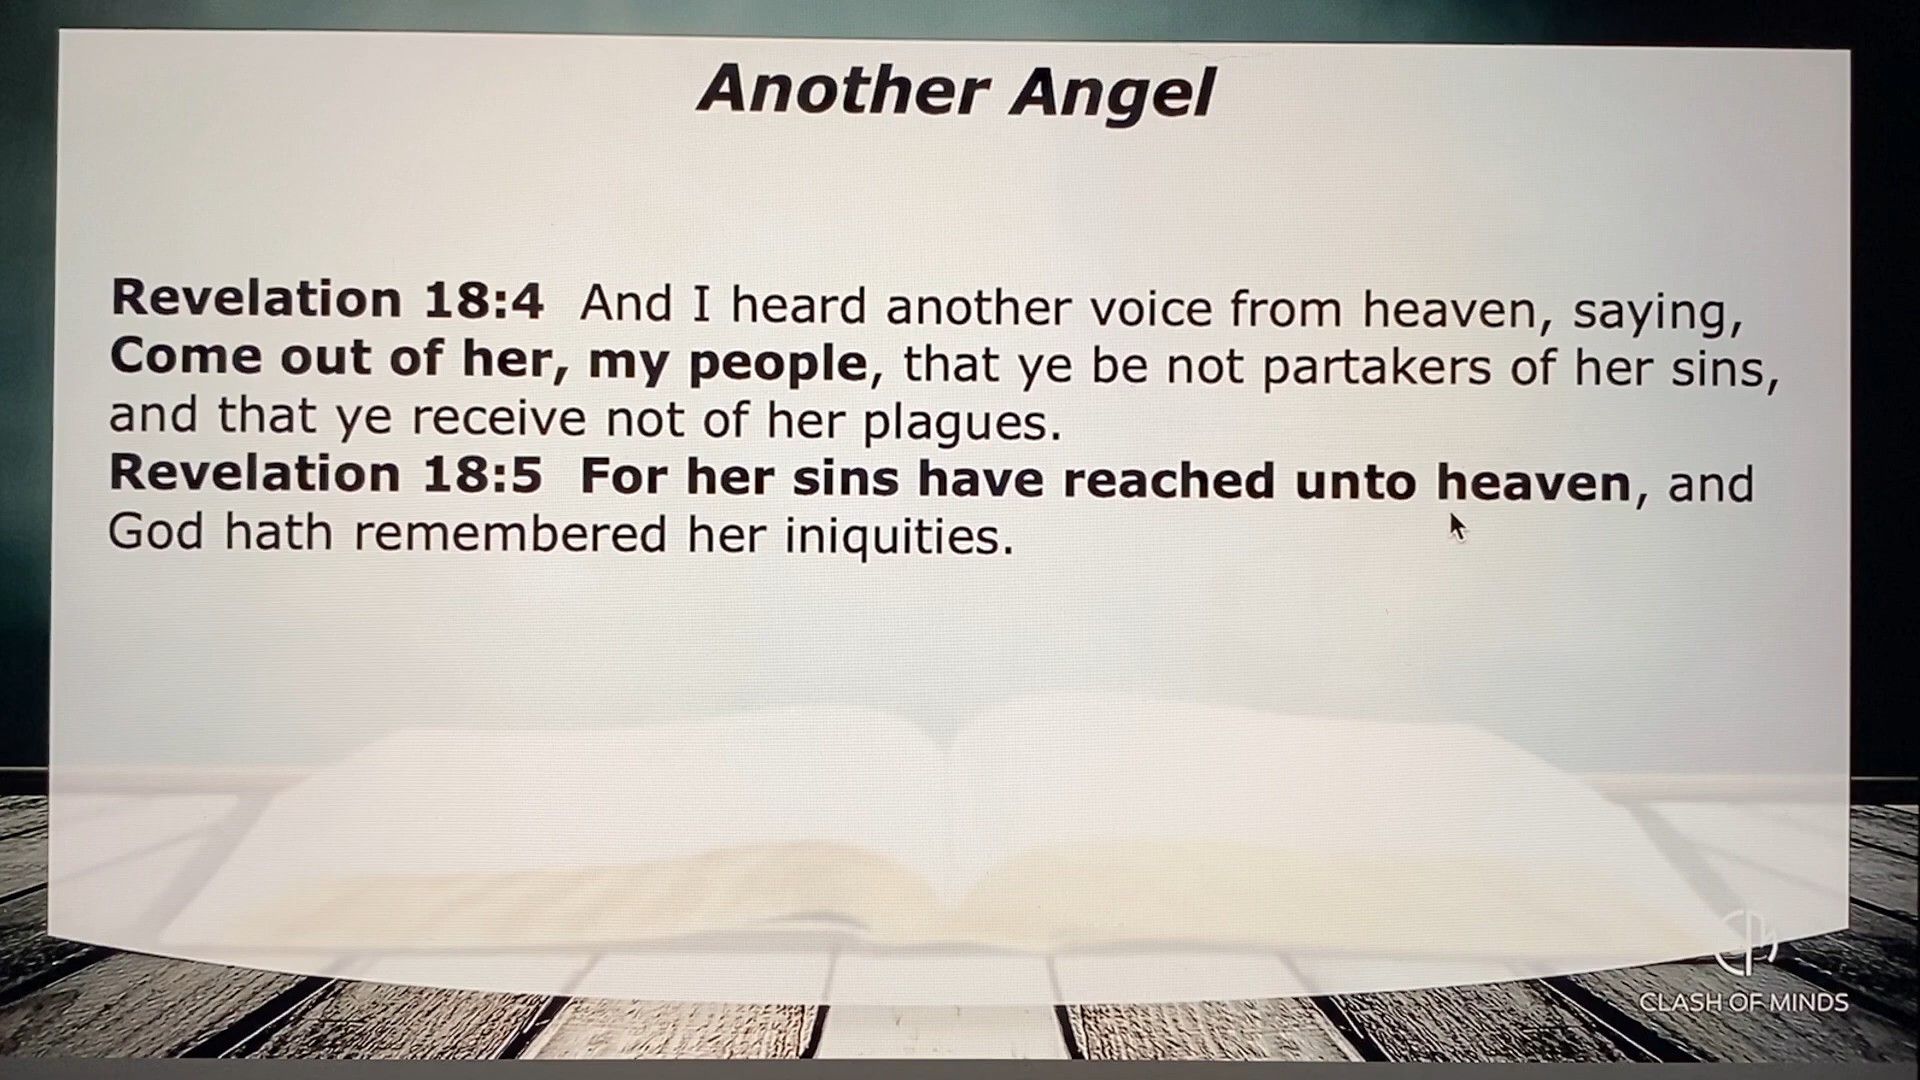 Another Angel
Revelation 18:4 And I heard another voice from heaven, saying,
Come out of her, my people, that ye be not partakers of her sins,
and that ye receive not of her plagues.
Revelation 18:5 For her sins have reached unto heaven, and
God hath remembered her iniquities.
CLASH OF MINDS